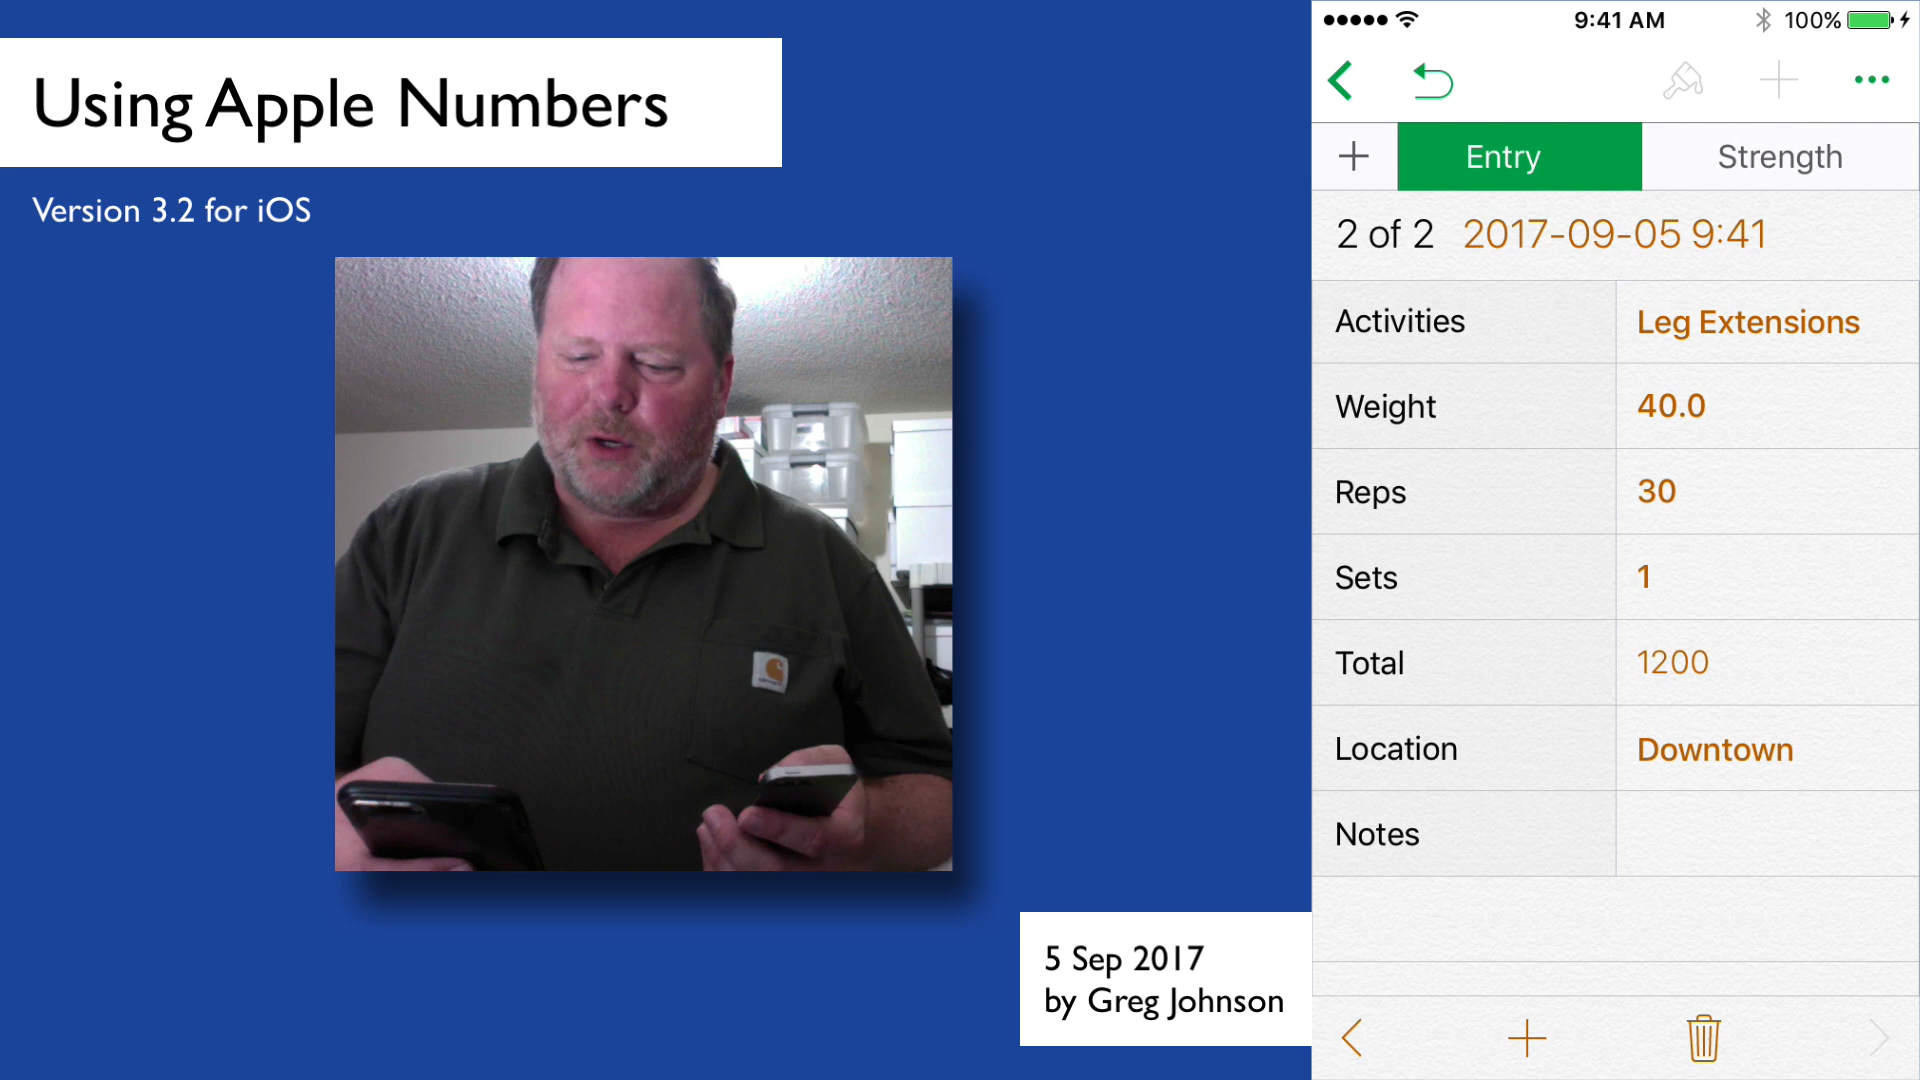 Using Apple Numbers
Version 3.2 for iOS
5 Sep 2017
by Greg Johnson
9:41 AM
100%
Entry
Strength
2 of 2 2017-09-05 9:41
Activities Leg Extensions
Weight 40.0
Reps 30
Sets 1
Total 1200
Location Downtown
Notes